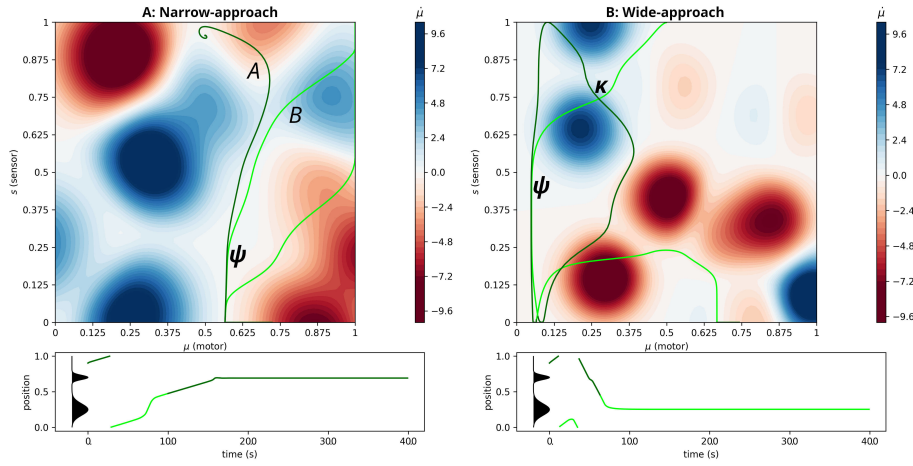 A: Narrow-approach
B: Wide-approach
μ̇
μ̇
1
0.875
0.75
0.625
0.5
0.375
0.25
0.125
0
s (sensor)
A
B
ψ
0 0.125 0.25 0.375 0.5 0.625 0.75 0.875 1
μ (motor)
9.6
7.2
4.8
2.4
0.0
−2.4
−4.8
−7.2
−9.6
1
0.875
0.75
0.625
0.5
0.375
0.25
0.125
0
s (sensor)
κ
ψ
0 0.125 0.25 0.375 0.5 0.625 0.75 0.875 1
μ (motor)
9.6
7.2
4.8
2.4
0.0
−2.4
−4.8
−7.2
−9.6
1.0
0.5
0.0
position
0. 100 200 300 400
time (s)
1.0
0.5
0.0
position
0. 100 200 300 400
time (s)